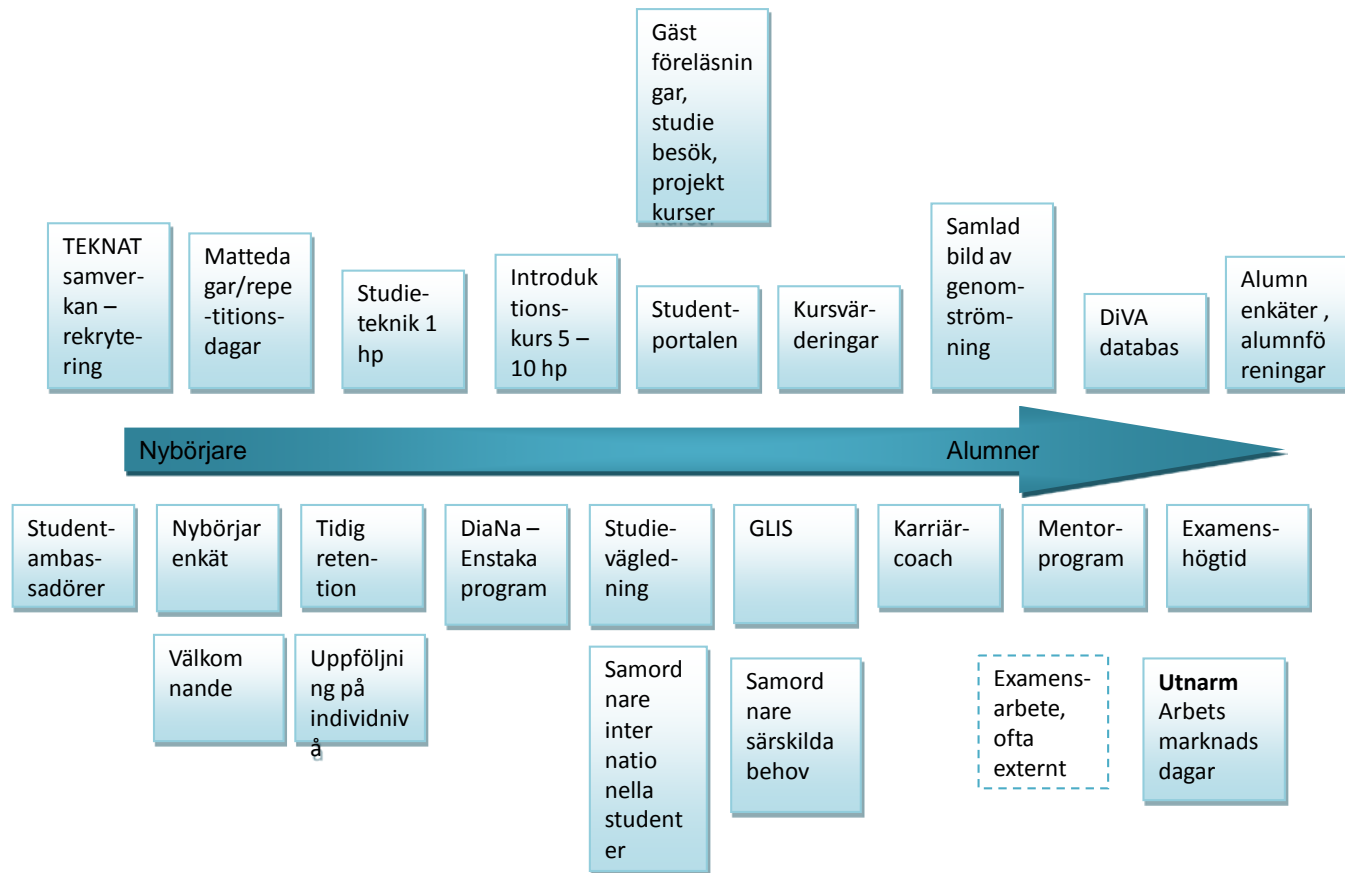 Gäst
föreläsnin
gar,
studie
besök,
projekt
kurser
TEKNAT
samver-
kan –
rekryte-
ring
Matteda
gar/repe
-titions-
dagar
Studie-
teknik 1
hp
Introduk
tions-
kurs 5 –
10 hp
Student-
portalen
Kursvär-
deringar
Samlad
bild av
genom-
ström-
ning
DiVA
databas
Alumn
enkäter ,
alumnfö
reningar
Nybörjare
Alumner
Student-
ambas-
sadörer
Nybörjar
enkät
Tidig
reten-
tion
DiaNa –
Enstaka
program
Studie-
vägled-
ning
GLIS
Karriär-
coach
Mentor-
program
Examens-
högtid
Välkom
nande
Uppföljni
ng på
individniv
å
Samord
nare
inter
natio
nella
student
er
Samord
nare
särskilda
behov
Examens-
arbete,
ofta
externt
Utnarm
Arbets
marknads
dagar